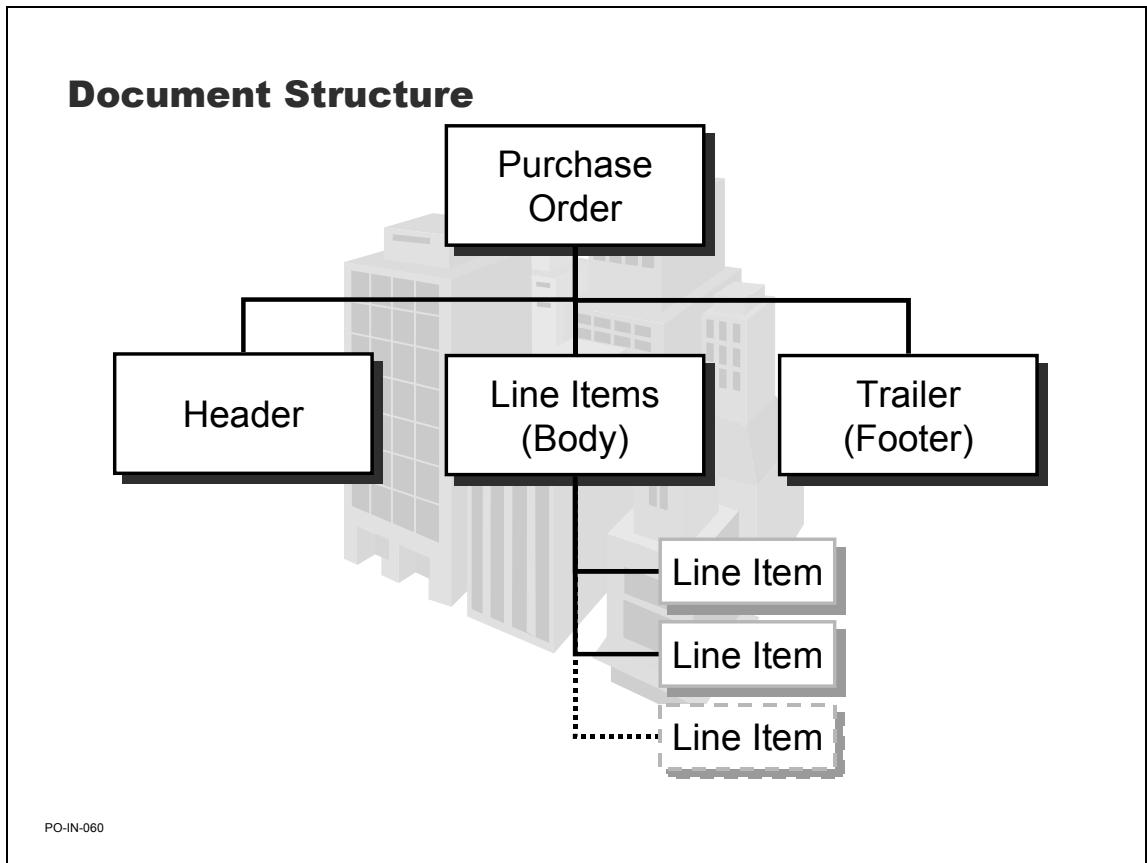 Document Structure
Purchase
Order
Header
Line Items
(Body)
Trailer
(Footer)
Line Item
Line Item
Line Item
PO-IN-060